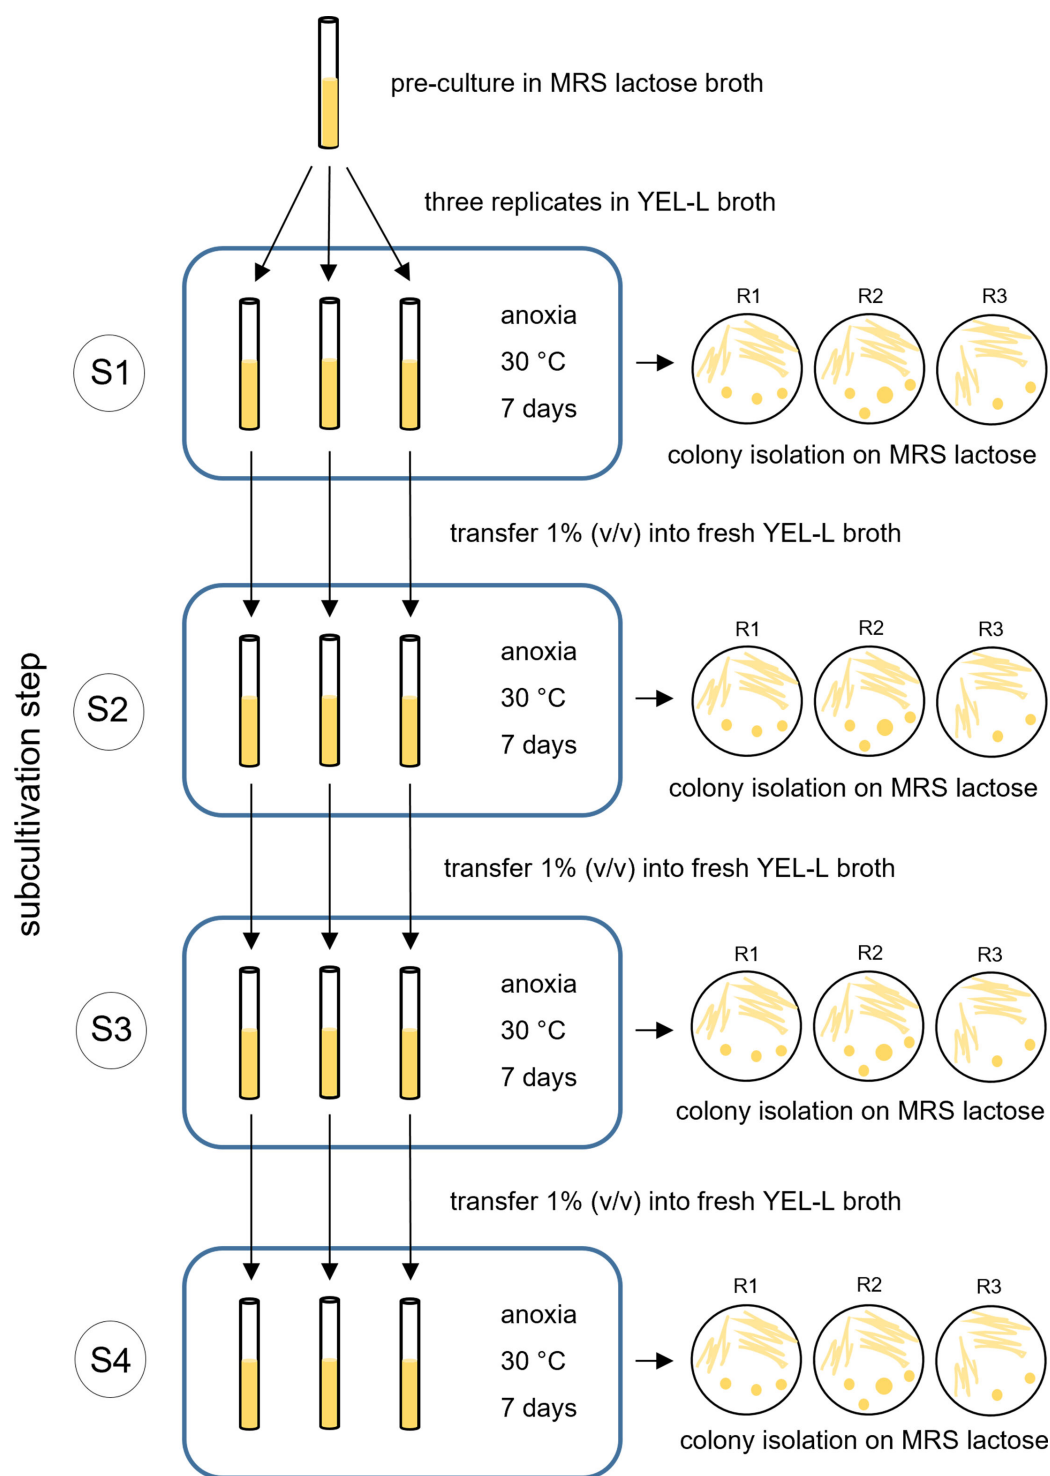 pre-culture in MRS lactose broth
three replicates in YEL-L broth
S1
anoxia
30 °C
7 days
R1
R2
R3
colony isolation on MRS lactose
transfer 1% (v/v) into fresh YEL-L broth
subcultivation step
S2
anoxia
30 °C
7 days
R1
R2
R3
colony isolation on MRS lactose
transfer 1% (v/v) into fresh YEL-L broth
S3
anoxia
30 °C
7 days
R1
R2
R3
colony isolation on MRS lactose
transfer 1% (v/v) into fresh YEL-L broth
S4
anoxia
30 °C
7 days
R1
R2
R3
colony isolation on MRS lactose